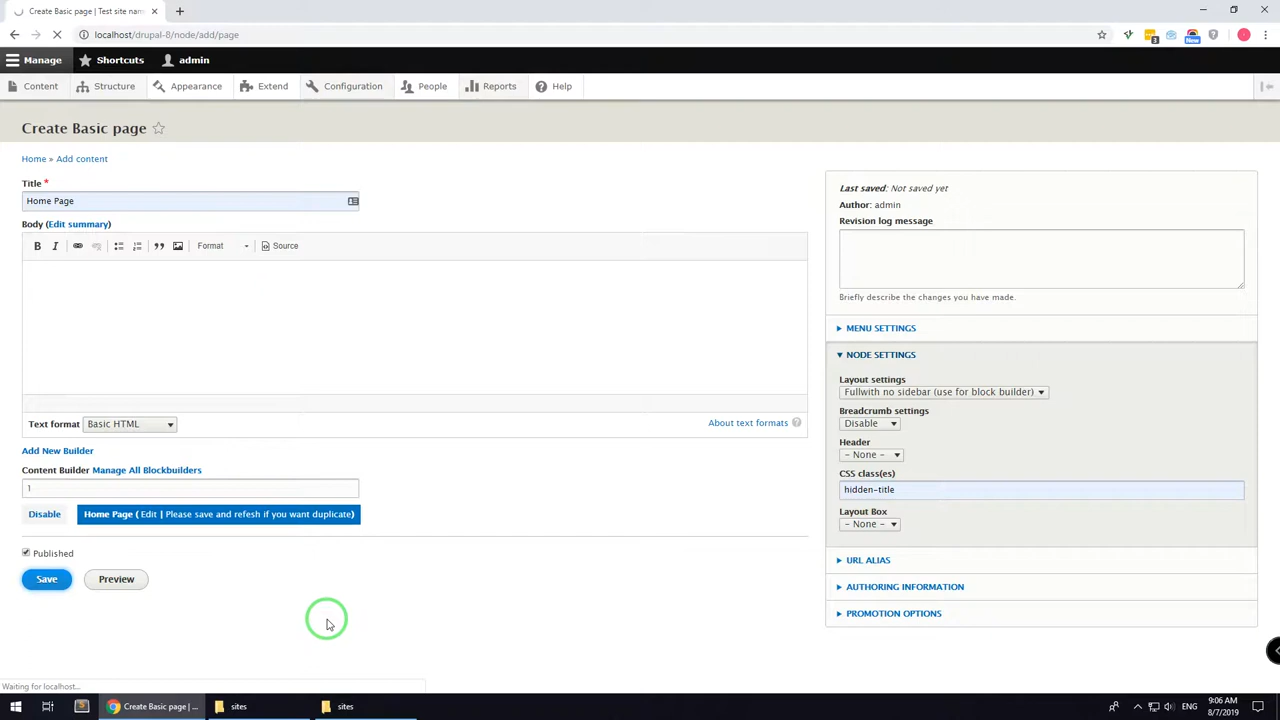 Create Basic page | Test site nam
localhost/drupal-8/node/add/page
3
New
Manage
Shortcuts
admin
Content
Structure
Appearance
Extend
Configuration
People
Reports
Help
Create Basic page
Home » Add content
Title *
Home Page
Body (Edit summary)
B I Format Source
Text format Basic HTML
About text formats ?
Add New Builder
Content Builder Manage All Blockbuilders
1
Disable
Home Page ( Edit | Please save and refesh if you want duplicate)
Published
Save
Preview
Last saved: Not saved yet
Author: admin
Revision log message
Briefly describe the changes you have made.
MENU SETTINGS
NODE SETTINGS
Layout settings
Fullwith no sidebar (use for block builder)
Breadcrumb settings
Disable
Header
- None -
CSS class(es)
hidden-title
Layout Box
- None -
URL ALIAS
AUTHORING INFORMATION
PROMOTION OPTIONS
Waiting for localhost...
Create Basic page | ...
sites
sites
ENG
9:06 AM
8/7/2019